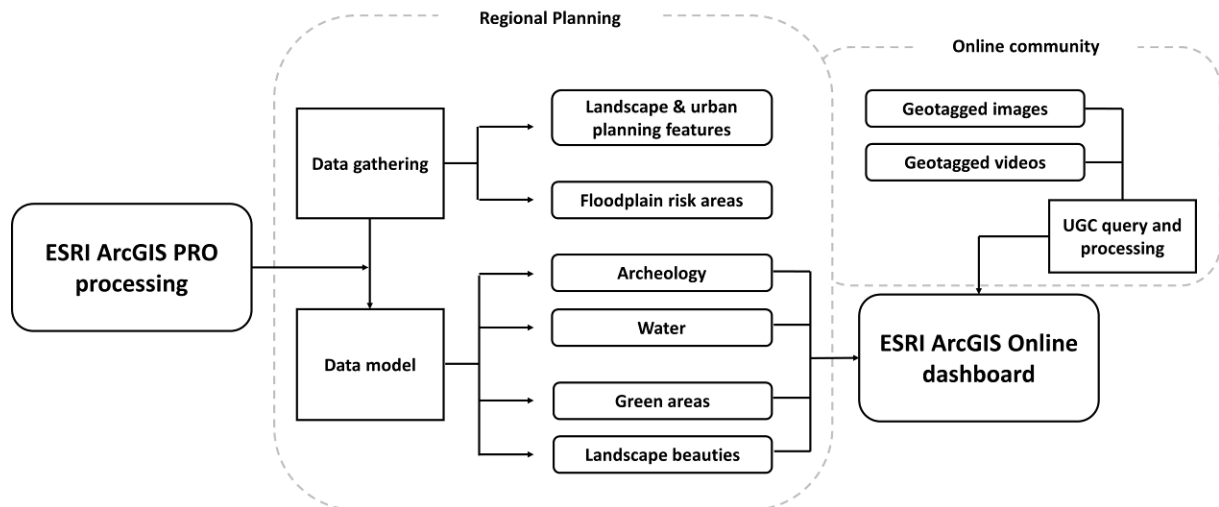 Regional Planning
Online community
Landscape & urban
planning features
Data gathering
Floodplain risk areas
Geotagged images
Geotagged videos
UGC query and
processing
ESRI ArcGIS PRO
processing
Archeology
Water
Data model
Green areas
Landscape beauties
ESRI ArcGIS Online
dashboard